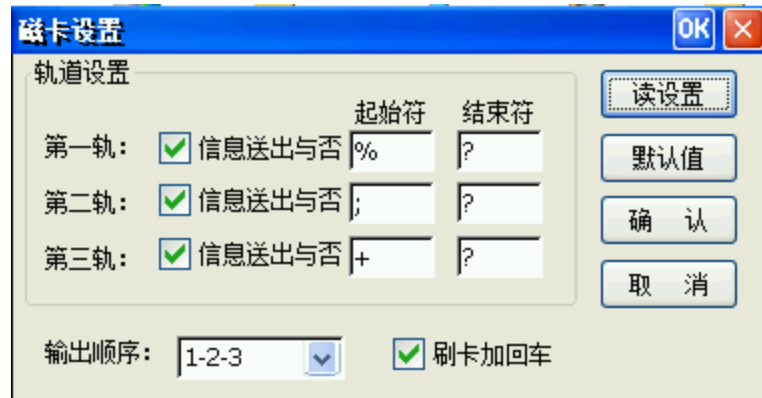 磁卡设置 OK
轨道设置
起始符 结束符
第一轨： 信息送出与否 % ?
第二轨： 信息送出与否 ; ?
第三轨： 信息送出与否 + ?
输出顺序： 1-2-3 刷卡加回车
读设置
默认值
确 认
取 消